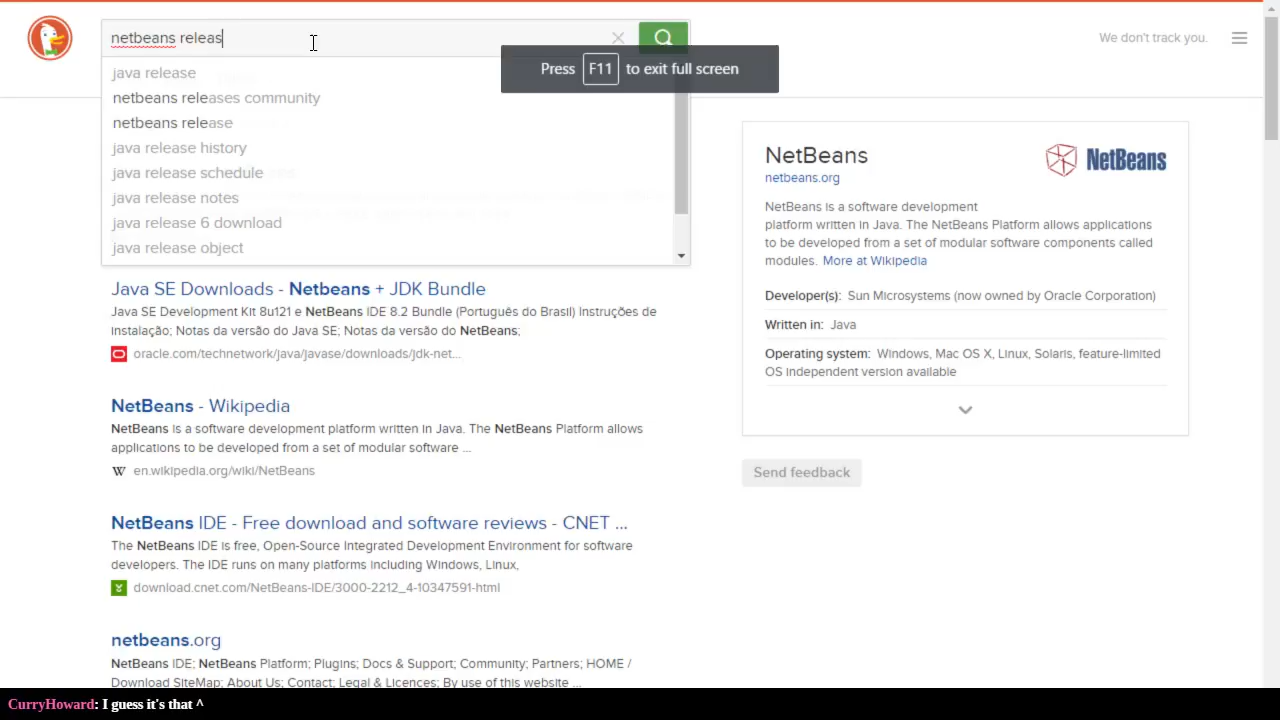 netbeans releas
We don't track you.
Press F11 to exit full screen
java release
netbeans releases community
netbeans release
java release history
java release schedule
java release notes
java release 6 download
java release object
Java SE Downloads - Netbeans + JDK Bundle
Java SE Development Kit 8u121 e NetBeans IDE 8.2 Bundle (Português do Brasil) Instruções de
instalação; Notas da versão do Java SE; Notas da versão do NetBeans;
oracle.com/technetwork/java/javase/downloads/jdk-net...
NetBeans - Wikipedia
NetBeans is a software development platform written in Java. The NetBeans Platform allows
applications to be developed from a set of modular software ...
W en.wikipedia.org/wiki/NetBeans
NetBeans IDE - Free download and software reviews - CNET ...
The NetBeans IDE is free, Open-Source Integrated Development Environment for software
developers. The IDE runs on many platforms including Windows, Linux,
download.cnet.com/NetBeans-IDE/3000-2212_4-10347591-html
netbeans.org
NetBeans IDE; NetBeans Platform; Plugins; Docs & Support; Community; Partners; HOME /
Download SiteMap; About Us; Contact; Legal & Licences; By use of this website ...
NetBeans
NetBeans
netbeans.org
NetBeans is a software development
platform written in Java. The NetBeans Platform allows applications
to be developed from a set of modular software components called
modules. More at Wikipedia
Developer(s): Sun Microsystems (now owned by Oracle Corporation)
Written in: Java
Operating system: Windows, Mac OS X, Linux, Solaris, feature-limited
OS independent version available
Send feedback
CurryHoward: I guess it's that ^